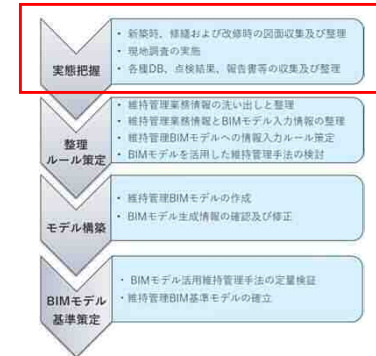 実態把握
・ 新築時、修繕および改修時の図面収集及び整理
・ 現地調査の実施
・ 各種DB、点検結果、報告書等の収集及び整理
整理
ルール策定
・ 維持管理業務情報の洗い出しと整理
・ 維持管理業務情報とBIMモデル入力情報の整理
・ 維持管理BIMモデルへの情報入力ルール策定
・ BIMモデルを活用した維持管理手法の検討
モデル構築
・ 維持管理BIMモデルの作成
・ BIMモデル生成情報の確認及び修正
BIMモデル
基準策定
・ BIMモデル活用維持管理手法の定量検証
・維持管理BIM基準モデルの確立